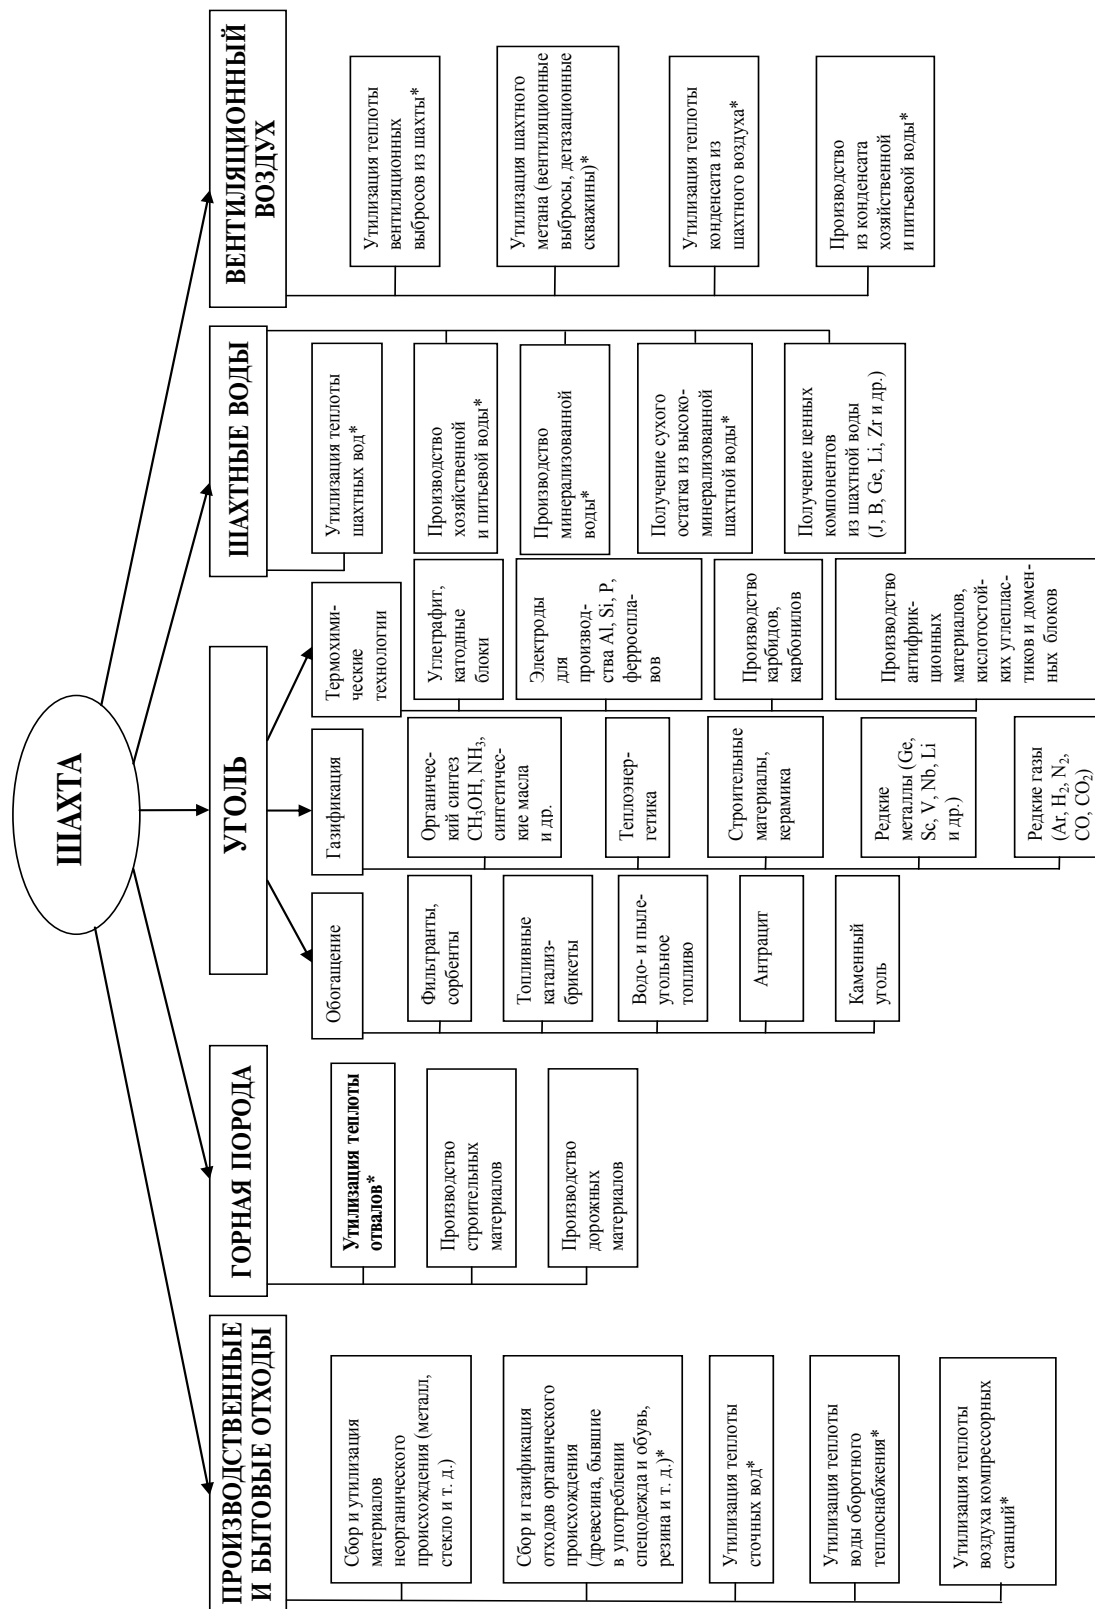 ШАХТА
ПРОИЗВОДСТВЕННЫЕ
И БЫТОВЫЕ ОТХОДЫ
Сбор и утилизация
материалов
неорганического
происхождения (металл,
стекло и т. д.)
Сбор и газификация
отходов органического
происхождения
(древесина, бывшие
в употреблении
спецодежда и обувь,
резина и т. д.)*
Утилизация теплоты
сточных вод*
Утилизация теплоты
воды оборотного
теплоснабжения*
Утилизация теплоты
воздуха компрессорных
станций*
ГОРНАЯ ПОРОДА
Утилизация теплоты
отвалов*
Производство
строительных
материалов
Производство
дорожных
материалов
УГОЛЬ
Обогащение
Фильтранты,
сорбенты
Топливные
катализ-
брикеты
Водо- и пыле-
угольное
топливо
Антрацит
Каменный
уголь
Газификация
Органичес-
кий синтез
CH₃OH, NH₃,
синтетичес-
кие масла
и др.
Теплоэнер-
гетика
Строительные
материалы,
керамика
Редкие
металлы (Ge,
Sc, V, Nb, Li
и др.)
Редкие газы
(Ar, H₂, N₂,
CO, CO₂)
Термохими-
ческие
технологии
Углеграфит,
катодные
блоки
Электроды
для
производ-
ства Al, Si, P,
ферроспла-
вов
Производство
карбидов,
карбонилов
Производство
антифрик-
ционных
материалов,
кислотостой-
ких углеплас-
тиков и домен-
ных блоков
ШАХТНЫЕ ВОДЫ
Утилизация теплоты
шахтных вод*
Производство
хозяйственной
и питьевой воды*
Производство
минерализованной
воды*
Получение сухого
остатка из высоко-
минерализованной
шахтной воды*
Получение ценных
компонентов
из шахтной воды
(J, B, Ge, Li, Zr и др.)
ВЕНТИЛЯЦИОННЫЙ
ВОЗДУХ
Утилизация теплоты
вентиляционных
выбросов из шахты*
Утилизация шахтного
метана (вентиляционные
выбросы, дегазационные
скважины)*
Утилизация теплоты
конденсата из
шахтного воздуха*
Производство
из конденсата
хозяйственной
и питьевой воды*